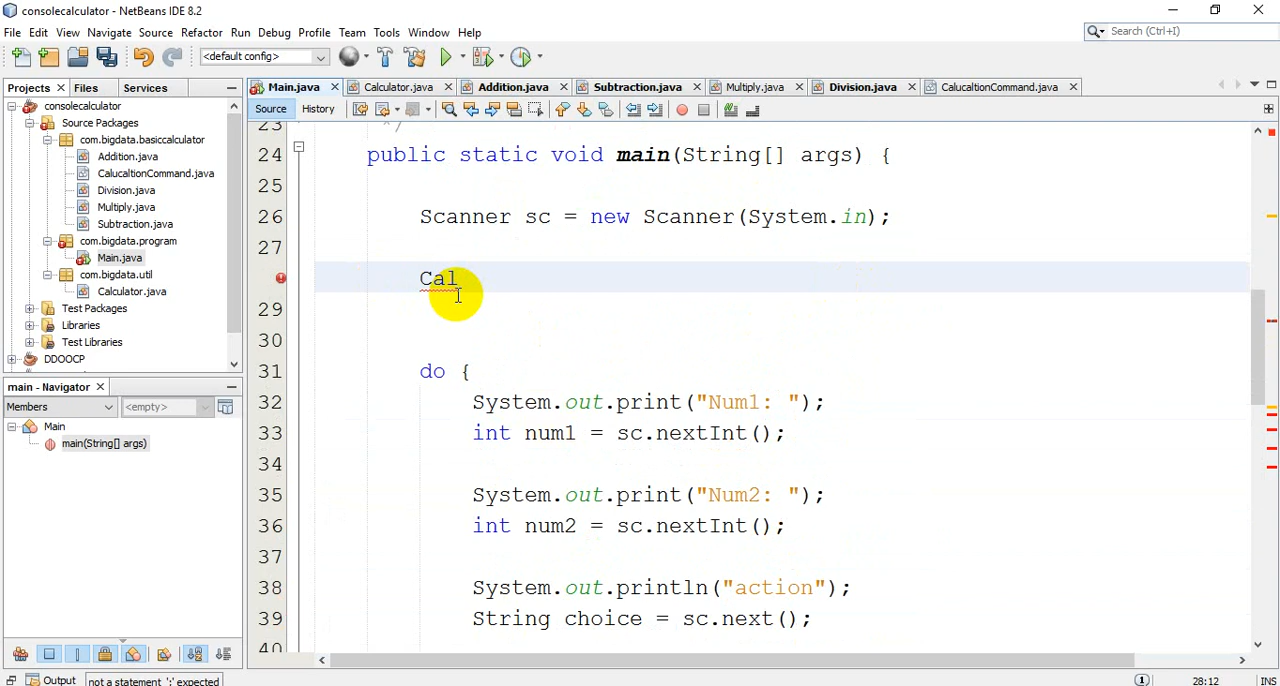 consolecalculator - NetBeans IDE 8.2
File Edit View Navigate Source Refactor Run Debug Profile Team Tools Window Help
Search (Ctrl+I)
<default config>
Projects Files Services
Main.java Calculator.java Addition.java Subtraction.java Multiply.java Division.java CalucaltionCommand.java
Source History
consolecalculator
Source Packages
com.bigdata.basiccalculator
Addition.java
CalucaltionCommand.java
Division.java
Multiply.java
Subtraction.java
com.bigdata.program
Main.java
com.bigdata.util
Calculator.java
Test Packages
Libraries
Test Libraries
DDOOCP
main - Navigator
Members <empty>
Main
main(String[] args)
23 */
24 public static void main(String[] args) {
25
26 Scanner sc = new Scanner(System.in);
27
Cal
29
30
31 do {
32 System.out.print("Num1: ");
33 int num1 = sc.nextInt();
34
35 System.out.print("Num2: ");
36 int num2 = sc.nextInt();
37
38 System.out.println("action");
39 String choice = sc.next();
40
Output not a statement ';' expected 1 28:12 INS